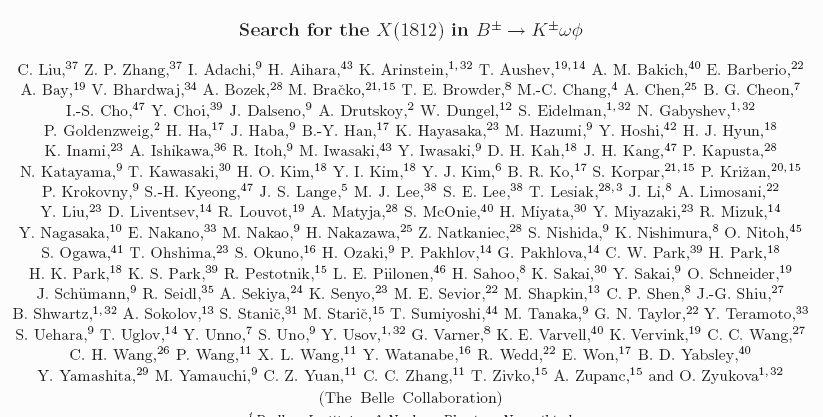 Search for the X(1812) in B± → K±ωϕ
C. Liu,37 Z. P. Zhang,37 I. Adachi,9 H. Aihara,43 K. Arinstein,1,32 T. Aushev,19,14 A. M. Bakich,40 E. Barberio,22
A. Bay,19 V. Bhardwaj,34 A. Bozek,28 M. Bračko,21,15 T. E. Browder,8 M.-C. Chang,4 A. Chen,25 B. G. Cheon,7
I.-S. Cho,47 Y. Choi,39 J. Dalseno,9 A. Drutskoy,2 W. Dungel,12 S. Eidelman,1,32 N. Gabyshev,1,32
P. Goldenzweig,2 H. Ha,17 J. Haba,9 B.-Y. Han,17 K. Hayasaka,23 M. Hazumi,9 Y. Hoshi,42 H. J. Hyun,18
K. Inami,23 A. Ishikawa,36 R. Itoh,9 M. Iwasaki,43 Y. Iwasaki,9 D. H. Kah,18 J. H. Kang,47 P. Kapusta,28
N. Katayama,9 T. Kawasaki,30 H. O. Kim,18 Y. I. Kim,18 Y. J. Kim,6 B. R. Ko,17 S. Korpar,21,15 P. Križan,20,15
P. Krokovny,9 S.-H. Kyeong,47 J. S. Lange,5 M. J. Lee,38 S. E. Lee,38 T. Lesiak,28,3 J. Li,8 A. Limosani,22
Y. Liu,23 D. Liventsev,14 R. Louvot,19 A. Matyja,28 S. McOnie,40 H. Miyata,30 Y. Miyazaki,23 R. Mizuk,14
Y. Nagasaka,10 E. Nakano,33 M. Nakao,9 H. Nakazawa,25 Z. Natkaniec,28 S. Nishida,9 K. Nishimura,8 O. Nitoh,45
S. Ogawa,41 T. Ohshima,23 S. Okuno,16 H. Ozaki,9 P. Pakhlov,14 G. Pakhlova,14 C. W. Park,39 H. Park,18
H. K. Park,18 K. S. Park,39 R. Pestotnik,15 L. E. Piilonen,46 H. Sahoo,8 K. Sakai,30 Y. Sakai,9 O. Schneider,19
J. Schümann,9 R. Seidl,35 A. Sekiya,24 K. Senyo,23 M. E. Sevior,22 M. Shapkin,13 C. P. Shen,8 J.-G. Shiu,27
B. Shwartz,1,32 A. Sokolov,13 S. Stanič,31 M. Starič,15 T. Sumiyoshi,44 M. Tanaka,9 G. N. Taylor,22 Y. Teramoto,33
S. Uehara,9 T. Uglov,14 Y. Unno,7 S. Uno,9 Y. Usov,1,32 G. Varner,8 K. E. Varvell,40 K. Vervink,19 C. C. Wang,27
C. H. Wang,26 P. Wang,11 X. L. Wang,11 Y. Watanabe,16 R. Wedd,22 E. Won,17 B. D. Yabsley,40
Y. Yamashita,29 M. Yamauchi,9 C. Z. Yuan,11 C. C. Zhang,11 T. Zivko,15 A. Zupanc,15 and O. Zyukova1,32
(The Belle Collaboration)